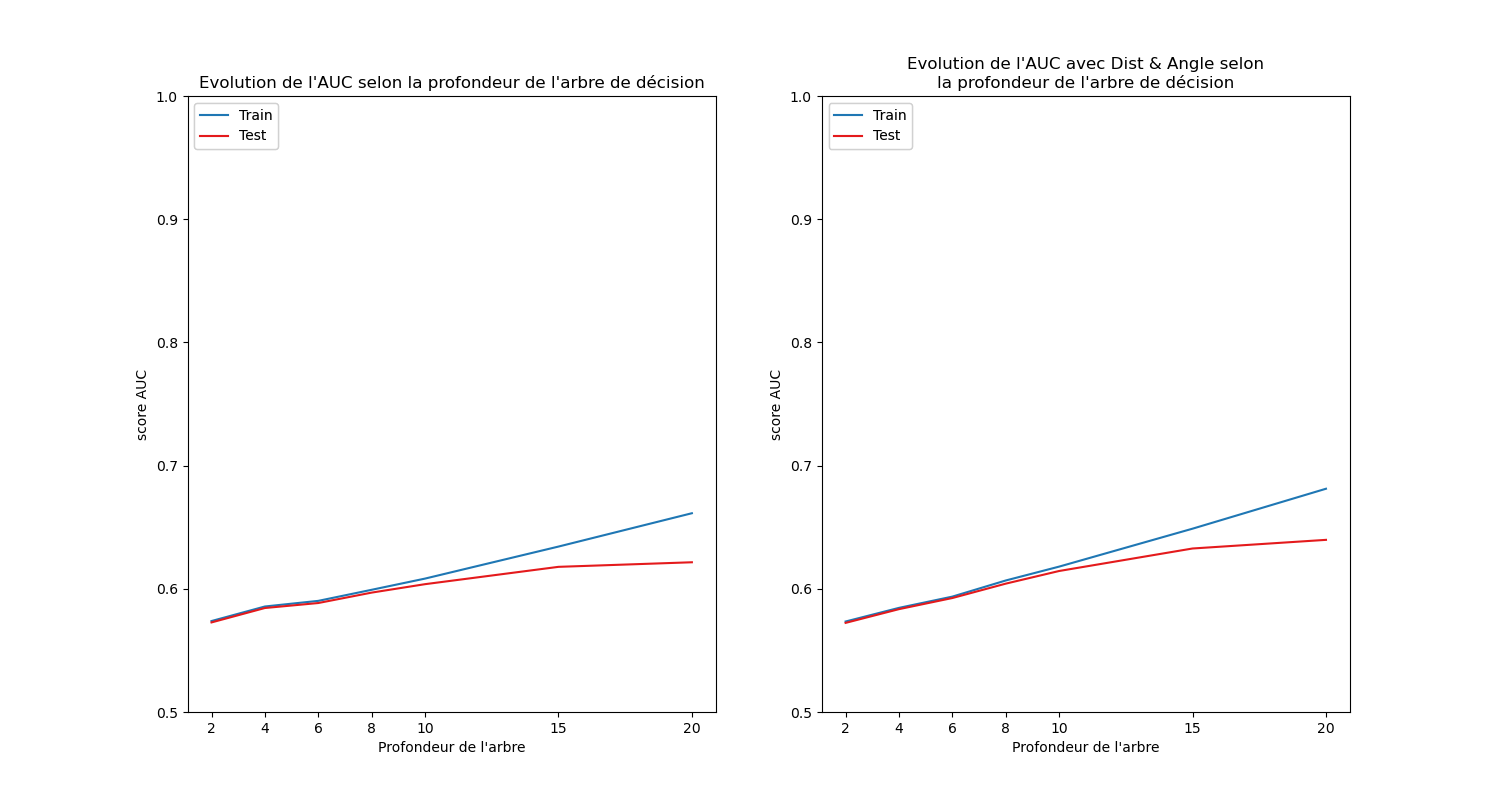 Evolution de l'AUC selon la profondeur de l'arbre de décision
Train
Test
1.0
0.9
0.8
0.7
0.6
0.5
score AUC
2 4 6 8 10 15 20
Profondeur de l'arbre
Evolution de l'AUC avec Dist & Angle selon
la profondeur de l'arbre de décision
Train
Test
1.0
0.9
0.8
0.7
0.6
0.5
score AUC
2 4 6 8 10 15 20
Profondeur de l'arbre